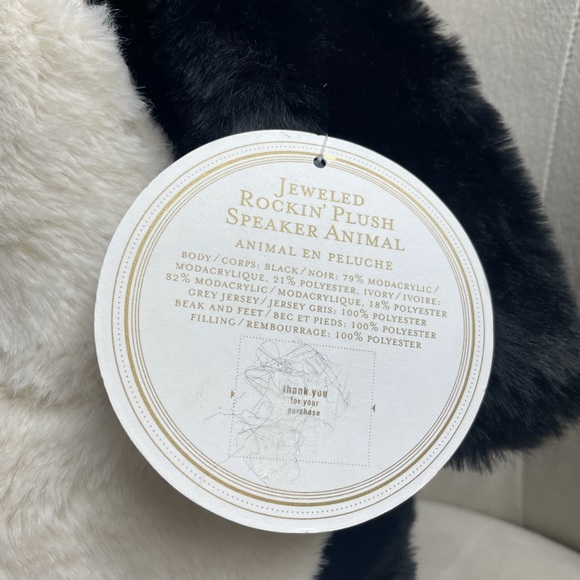 JEWELED
ROCKIN' PLUSH
SPEAKER ANIMAL
ANIMAL EN PELUCHE
BODY/CORPS: BLACK/NOIR: 79% MODACRYLIC/
MODACRYLIQUE, 21% POLYESTER, IVORY/IVOIRE:
82% MODACRYLIC/MODACRYLIQUE, 18% POLYESTER
GREY JERSEY/JERSEY GRIS: 100% POLYESTER
BEAK AND FEET/BEC ET PIEDS: 100% POLYESTER
FILLING/REMBOURRAGE: 100% POLYESTER
thank you
for your
purchase